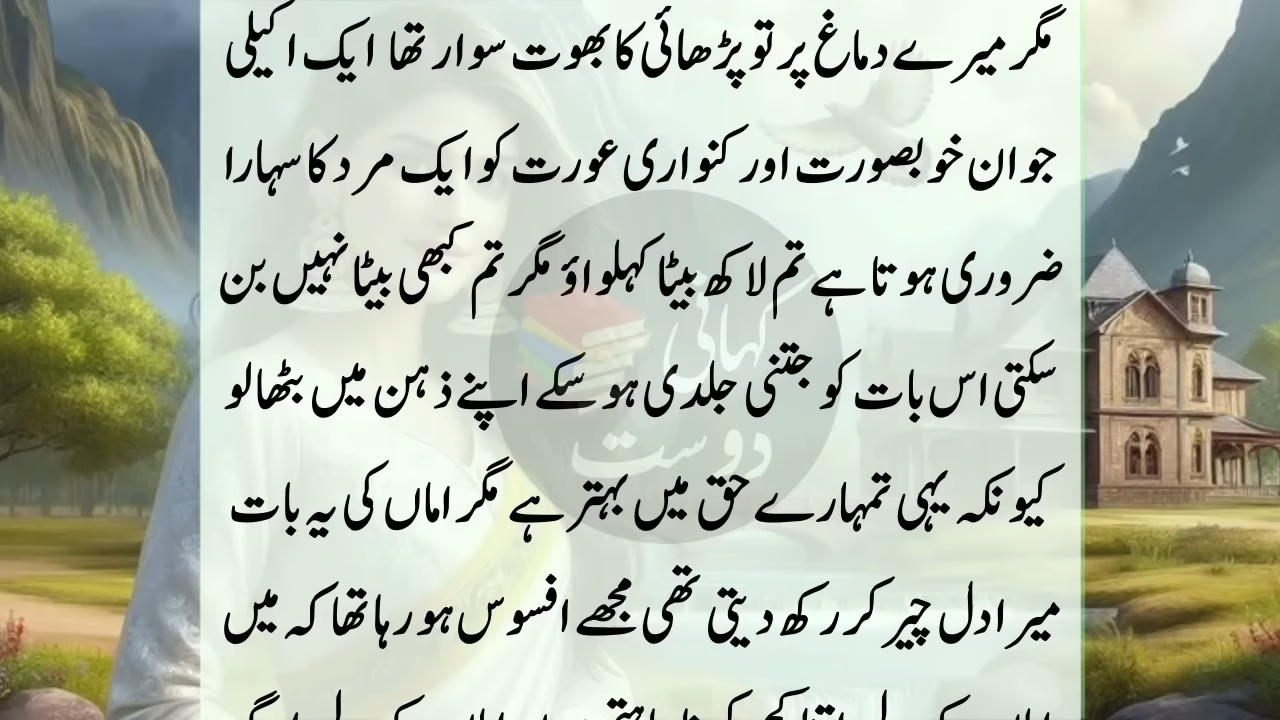 مگر میرے دماغ پر تو پڑھائی کا بھوت سوار تھا ایک اکیلی
جوان خوبصورت اور کنواری عورت کو ایک مرد کا سہارا
ضروری ہوتا ہے تم لاکھ بیٹا کہلواؤ مگر تم کبھی بیٹا نہیں بن
سکتی اس بات کو جتنی جلدی ہو سکے اپنے ذہن میں بٹھالو
کیونکہ یہی تمہارے حق میں بہتر ہے مگر اماں کی یہ بات
میرا دل چیر کر رکھ دیتی تھی مجھے افسوس ہو رہا تھا کہ میں
کہانی
دوست